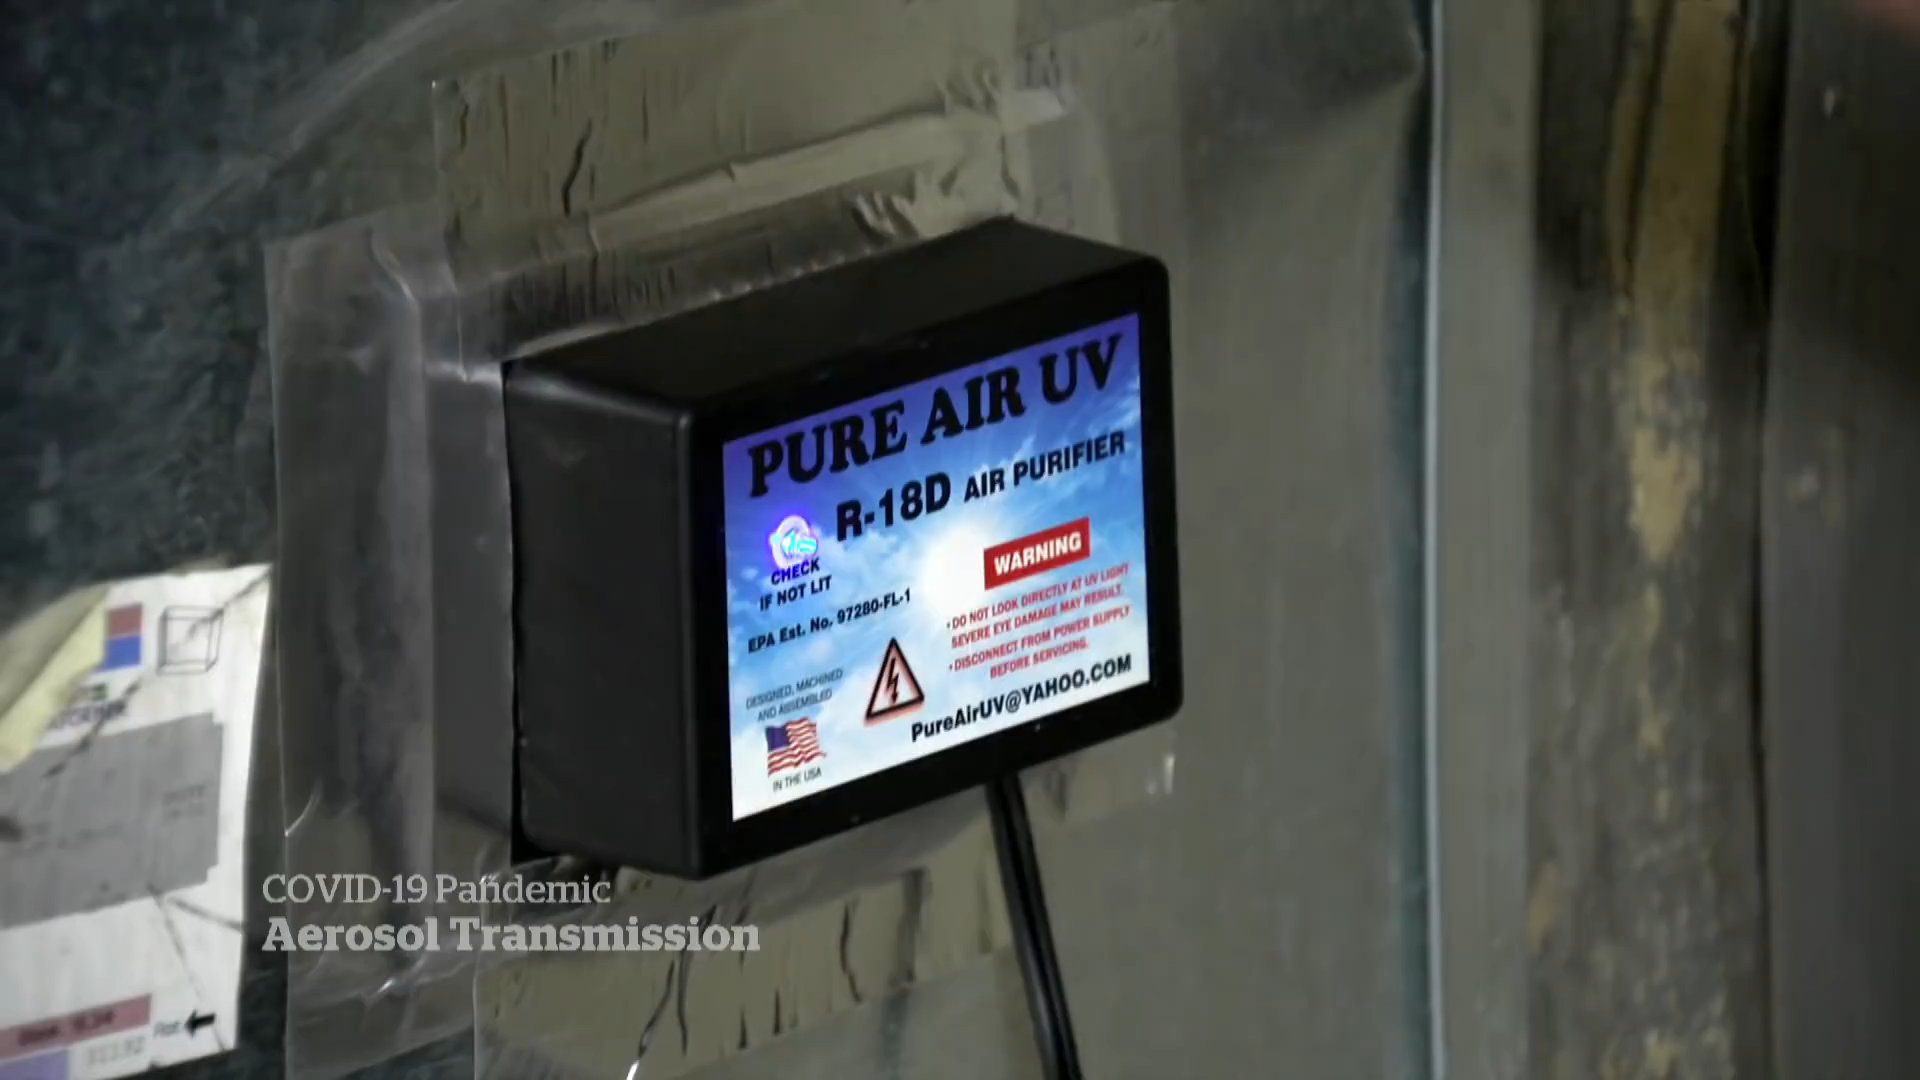 PURE AIR UV
R-18D AIR PURIFIER
CHECK
IF NOT LIT
EPA Est. No. 97280-FL-1
WARNING
• DO NOT LOOK DIRECTLY AT UV LIGHT
SEVERE EYE DAMAGE MAY RESULT.
• DISCONNECT FROM POWER SUPPLY
BEFORE SERVICING.
DESIGNED, MACHINED
AND ASSEMBLED
IN THE USA
PureAirUV@YAHOO.COM
COVID-19 Pandemic
Aerosol Transmission